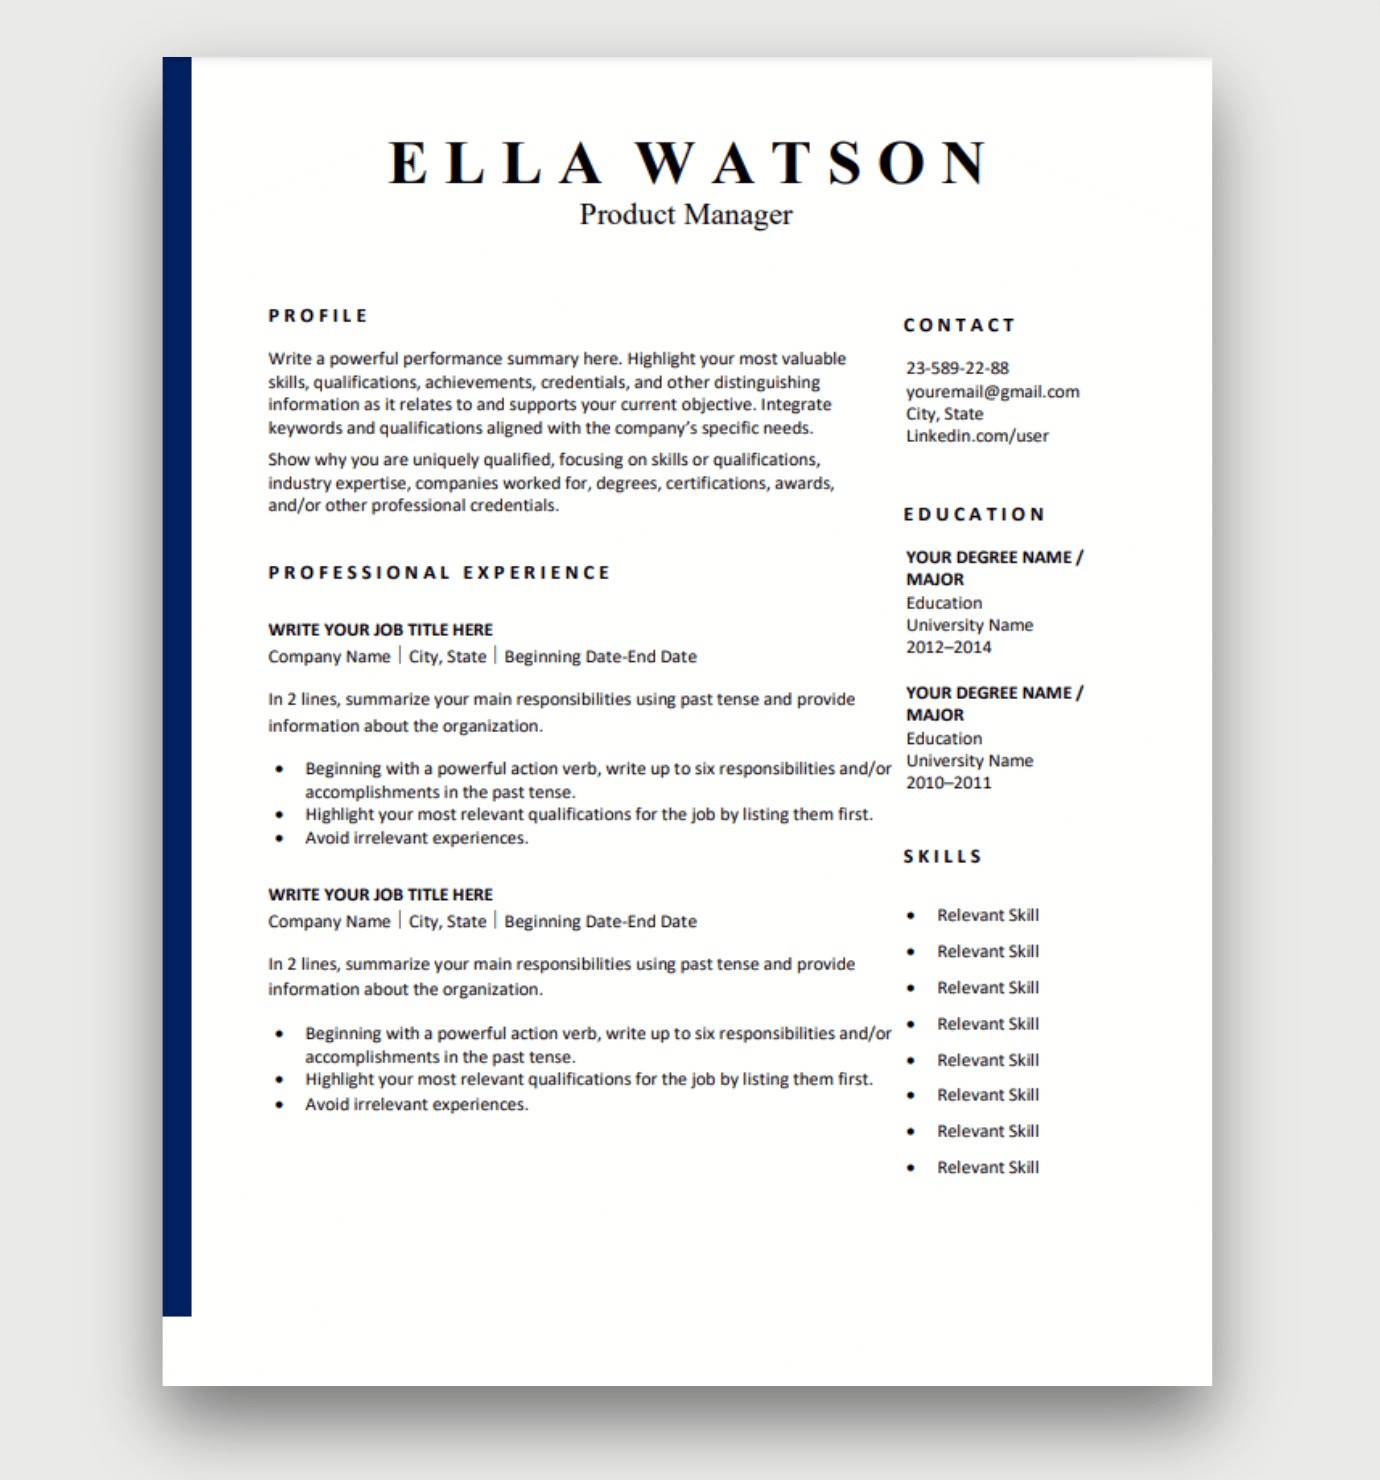 ELLA WATSON
Product Manager
PROFILE
Write a powerful performance summary here. Highlight your most valuable
skills, qualifications, achievements, credentials, and other distinguishing
information as it relates to and supports your current objective. Integrate
keywords and qualifications aligned with the company’s specific needs.
Show why you are uniquely qualified, focusing on skills or qualifications,
industry expertise, companies worked for, degrees, certifications, awards,
and/or other professional credentials.
PROFESSIONAL EXPERIENCE
WRITE YOUR JOB TITLE HERE
Company Name | City, State | Beginning Date-End Date
In 2 lines, summarize your main responsibilities using past tense and provide
information about the organization.
• Beginning with a powerful action verb, write up to six responsibilities and/or
accomplishments in the past tense.
• Highlight your most relevant qualifications for the job by listing them first.
• Avoid irrelevant experiences.
WRITE YOUR JOB TITLE HERE
Company Name | City, State | Beginning Date-End Date
In 2 lines, summarize your main responsibilities using past tense and provide
information about the organization.
• Beginning with a powerful action verb, write up to six responsibilities and/or
accomplishments in the past tense.
• Highlight your most relevant qualifications for the job by listing them first.
• Avoid irrelevant experiences.
CONTACT
23-589-22-88
youremail@gmail.com
City, State
Linkedin.com/user
EDUCATION
YOUR DEGREE NAME /
MAJOR
Education
University Name
2012–2014
YOUR DEGREE NAME /
MAJOR
Education
University Name
2010–2011
SKILLS
• Relevant Skill
• Relevant Skill
• Relevant Skill
• Relevant Skill
• Relevant Skill
• Relevant Skill
• Relevant Skill
• Relevant Skill